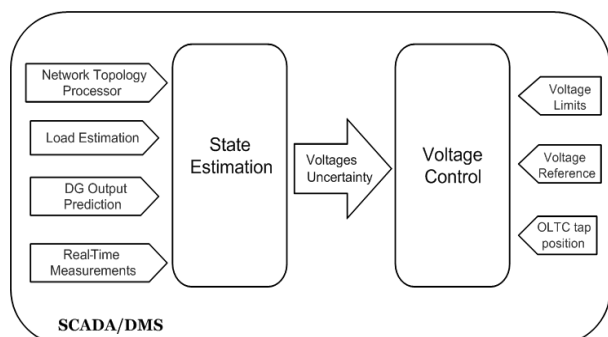 Network Topology
Processor
Load Estimation
DG Output
Prediction
Real-Time
Measurements
State
Estimation
Voltages
Uncertainty
Voltage
Control
Voltage
Limits
Voltage
Reference
OLTC tap
position
SCADA/DMS